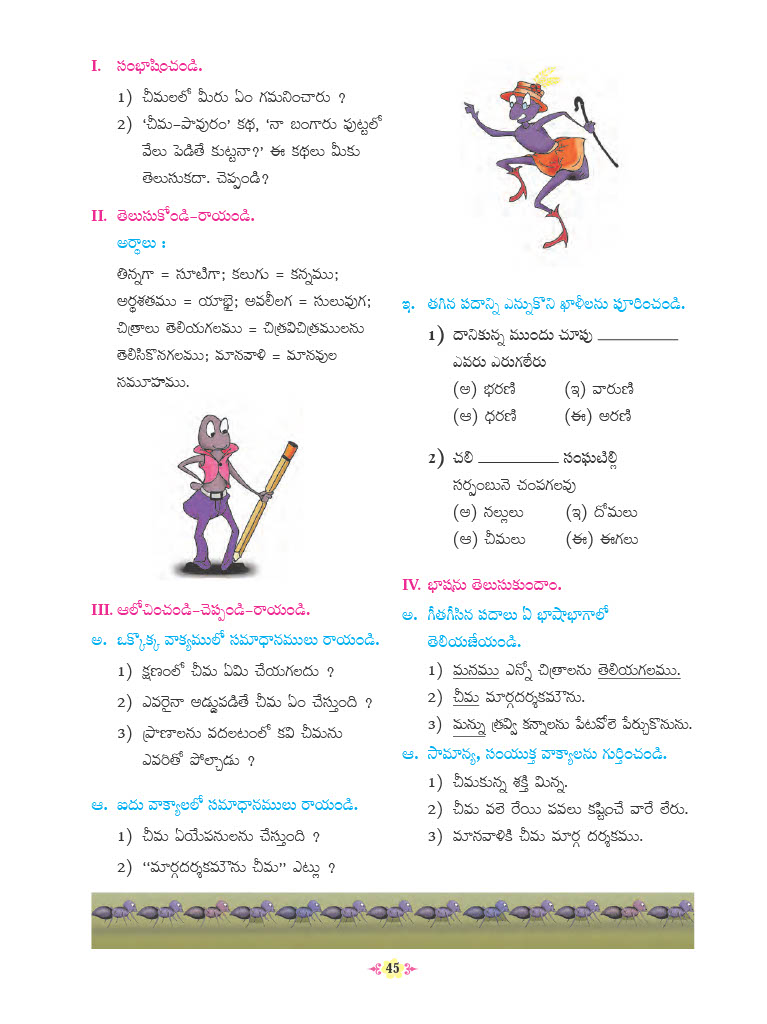 I. సంభాషించండి.
1) చీమలలో మీరు ఏం గమనించారు ?
2) ‘చీమ–పావురం’ కథ, ‘నా బంగారు పుట్టలో
వేలు పెడితే కుట్టనా?’ ఈ కథలు మీకు
తెలుసుకదా. చెప్పండి?
II. తెలుసుకోండి–రాయండి.
అర్థాలు :
తిన్నగా = సూటిగా; కలుగు = కన్నము;
అర్థశతము = యాభై; అవలీలగ = సులువుగ;
చిత్రాలు తెలియగలము = చిత్రవిచిత్రములను
తెలిసికొనగలము; మానవాళి = మానవుల
సమూహము.
III. ఆలోచించండి–చెప్పండి–రాయండి.
అ. ఒక్కొక్క వాక్యములో సమాధానములు రాయండి.
1) క్షణంలో చీమ ఏమి చేయగలదు ?
2) ఎవరైనా అడ్డుపడితే చీమ ఏం చేస్తుంది ?
3) ప్రాణాలను వదలటంలో కవి చీమను
ఎవరితో పోల్చాడు ?
ఆ. ఐదు వాక్యాలలో సమాధానములు రాయండి.
1) చీమ ఏయేపనులను చేస్తుంది ?
2) “మార్గదర్శకమౌను చీమ” ఎట్లు ?
ఇ. తగిన పదాన్ని ఎన్నుకొని ఖాళీలను పూరించండి.
1) దానికున్న ముందు చూపు ___________
ఎవరు ఎరుగలేరు
(అ) భరణి (ఇ) వారుణి
(ఆ) ధరణి (ఈ) అరణి
2) చలి ___________ సంఘటిల్లి
సర్పంబునె చంపగలవు
(అ) నల్లులు (ఇ) దోమలు
(ఆ) చీమలు (ఈ) ఈగలు
IV. భాషను తెలుసుకుందాం.
అ. గీతగీసిన పదాలు ఏ భాషాభాగాలో
తెలియజేయండి.
1) మనము ఎన్నో చిత్రాలను తెలియగలము.
2) చీమ మార్గదర్శకమౌను.
3) మన్ను త్రవ్వి కన్నాలను పేటవోలె పేర్చుకొనును.
ఆ. సామాన్య, సంయుక్త వాక్యాలను గుర్తించండి.
1) చీమకున్న శక్తి మిన్న.
2) చీమ వలె రేయి పవలు కష్టించే వారే లేరు.
3) మానవాళికి చీమ మార్గ దర్శకము.
45